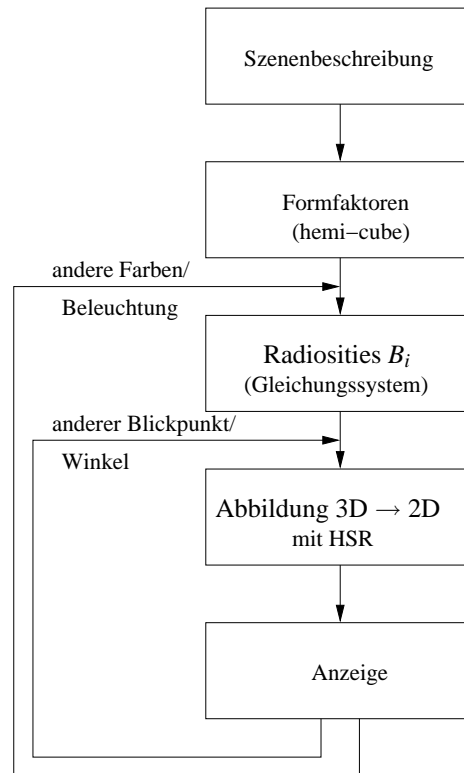 Szenenbeschreibung
Formfaktoren
(hemi−cube)
andere Farben/
Beleuchtung
Radiosities B_i
(Gleichungssystem)
anderer Blickpunkt/
Winkel
Abbildung 3D → 2D
mit HSR
Anzeige